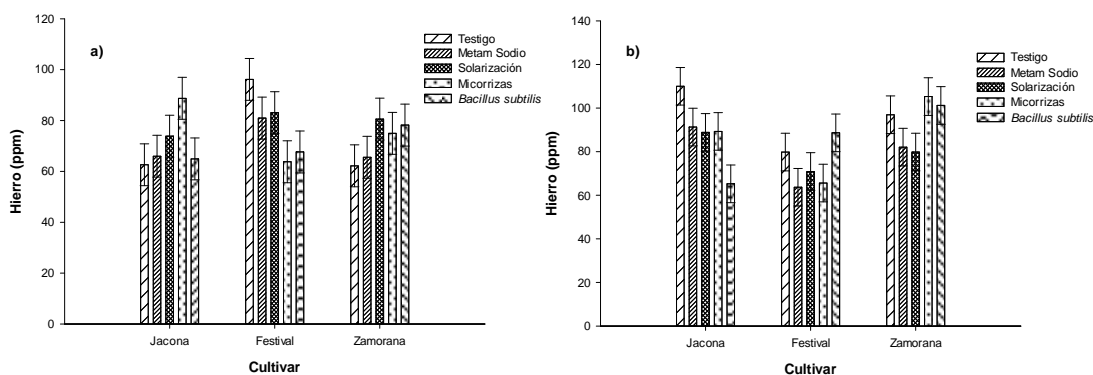 a)
Hierro (ppm)
120
100
80
60
40
20
0
Testigo
Metam Sodio
Solarización
Micorrizas
Bacillus subtilis
Jacona
Festival
Zamorana
Cultivar
b)
Hierro (ppm)
140
120
100
80
60
40
20
0
Testigo
Metam Sodio
Solarización
Micorrizas
Bacillus subtilis
Jacona
Festival
Zamorana
Cultivar